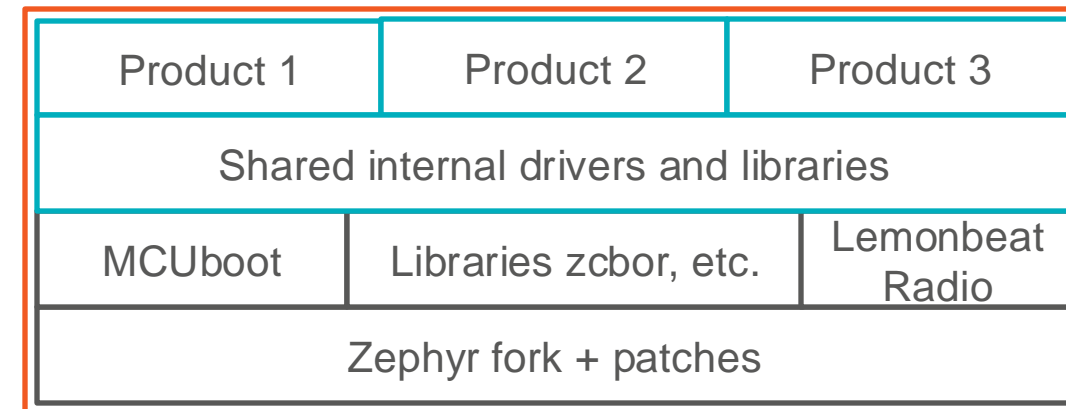 Product 1
Product 2
Product 3
Shared internal drivers and libraries
MCUboot
Libraries zcbor, etc.
Lemonbeat
Radio
Zephyr fork + patches